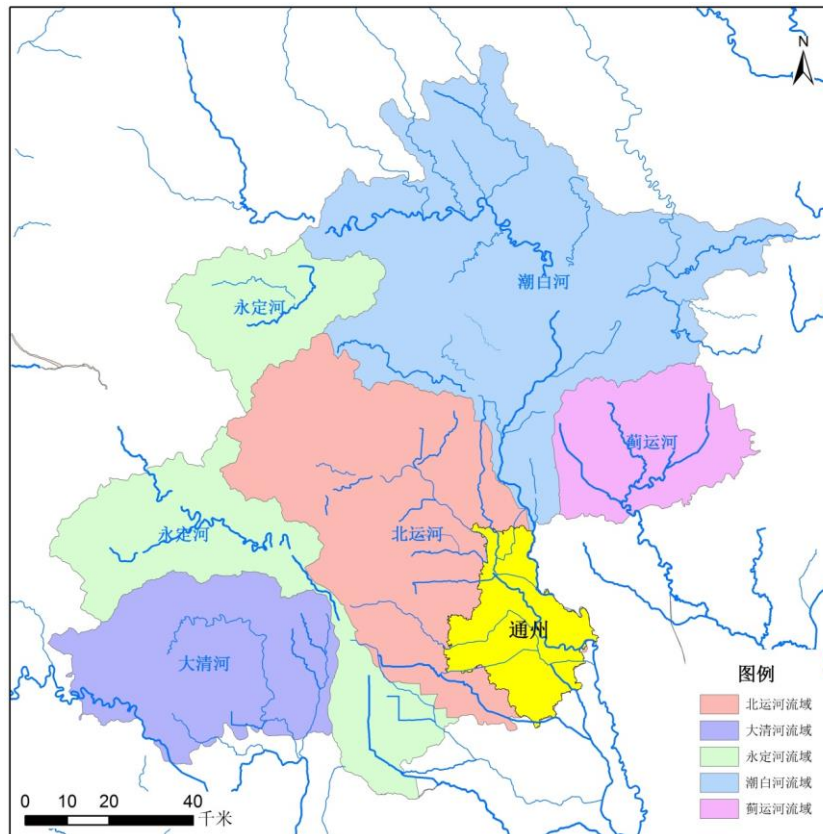 N
潮白河
永定河
蓟运河
永定河
北运河
通州
大清河
图例
北运河流域
大清河流域
永定河流域
潮白河流域
蓟运河流域
0 10 20 40
千米